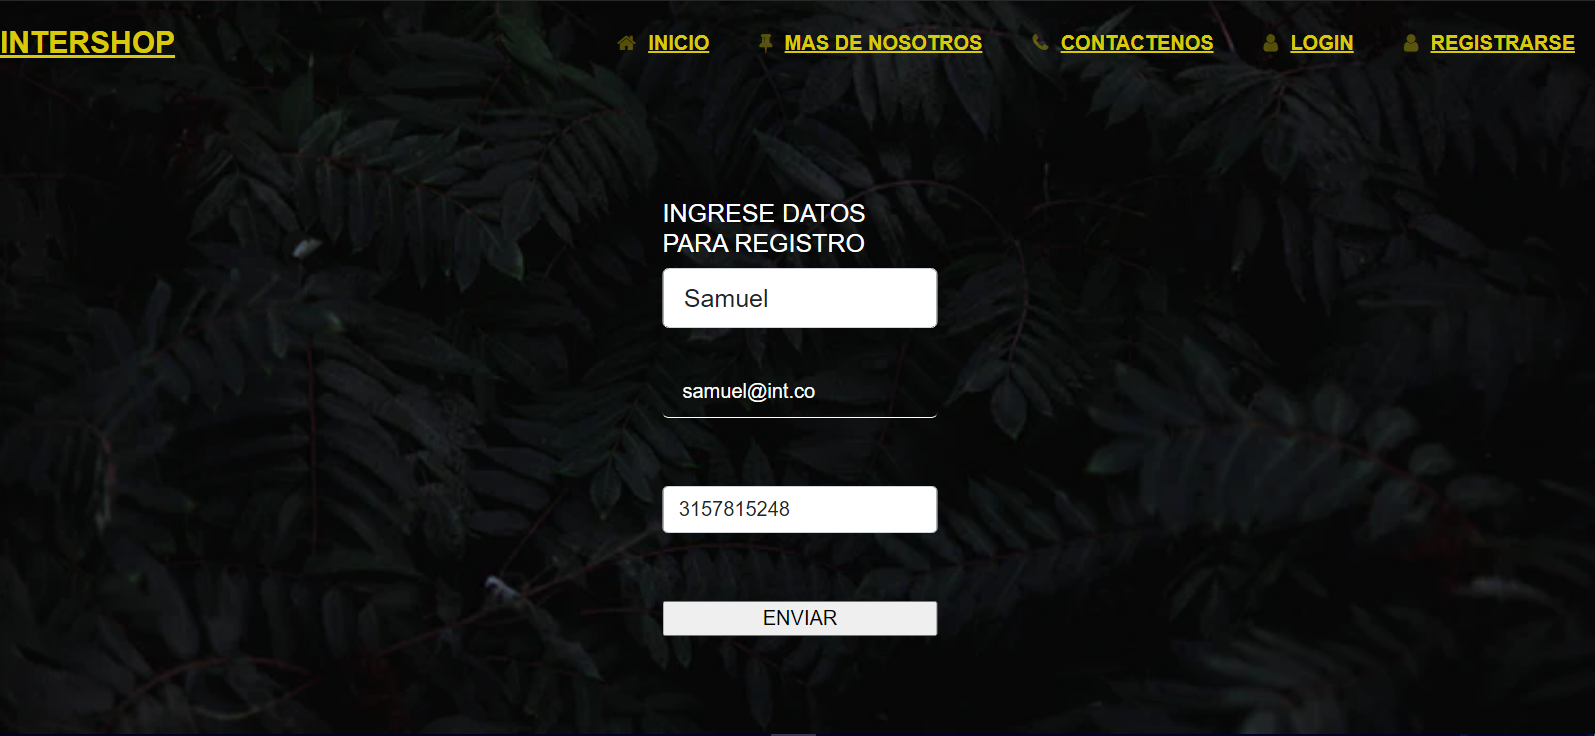 INTERSHOP
INICIO
MAS DE NOSOTROS
CONTACTENOS
LOGIN
REGISTRARSE
INGRESE DATOS
PARA REGISTRO
Samuel
samuel@int.co
3157815248
ENVIAR